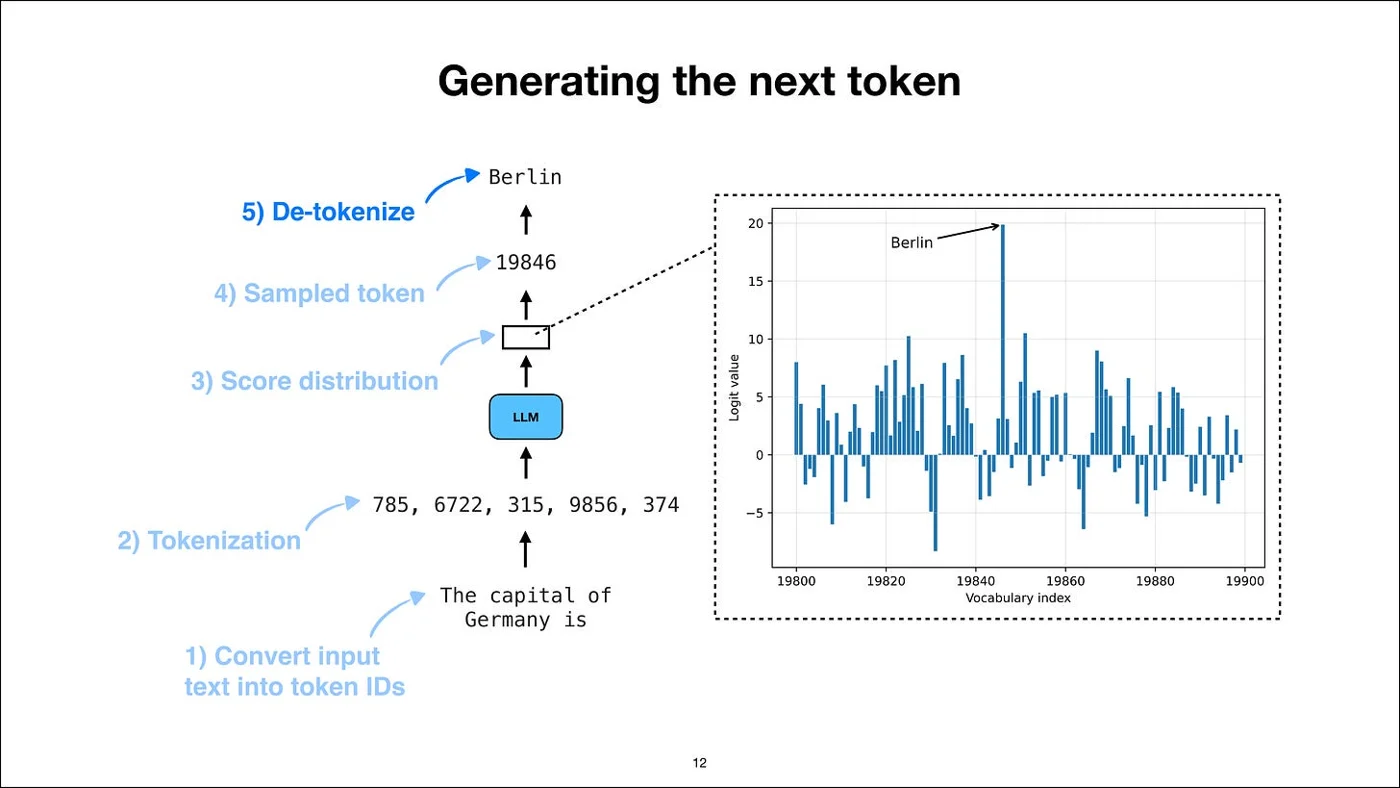 Generating the next token
Berlin
5) De-tokenize
19846
4) Sampled token
3) Score distribution
LLM
785, 6722, 315, 9856, 374
2) Tokenization
The capital of
Germany is
1) Convert input
text into token IDs
Berlin
20
15
10
5
0
−5
Logit value
19800 19820 19840 19860 19880 19900
Vocabulary index
12